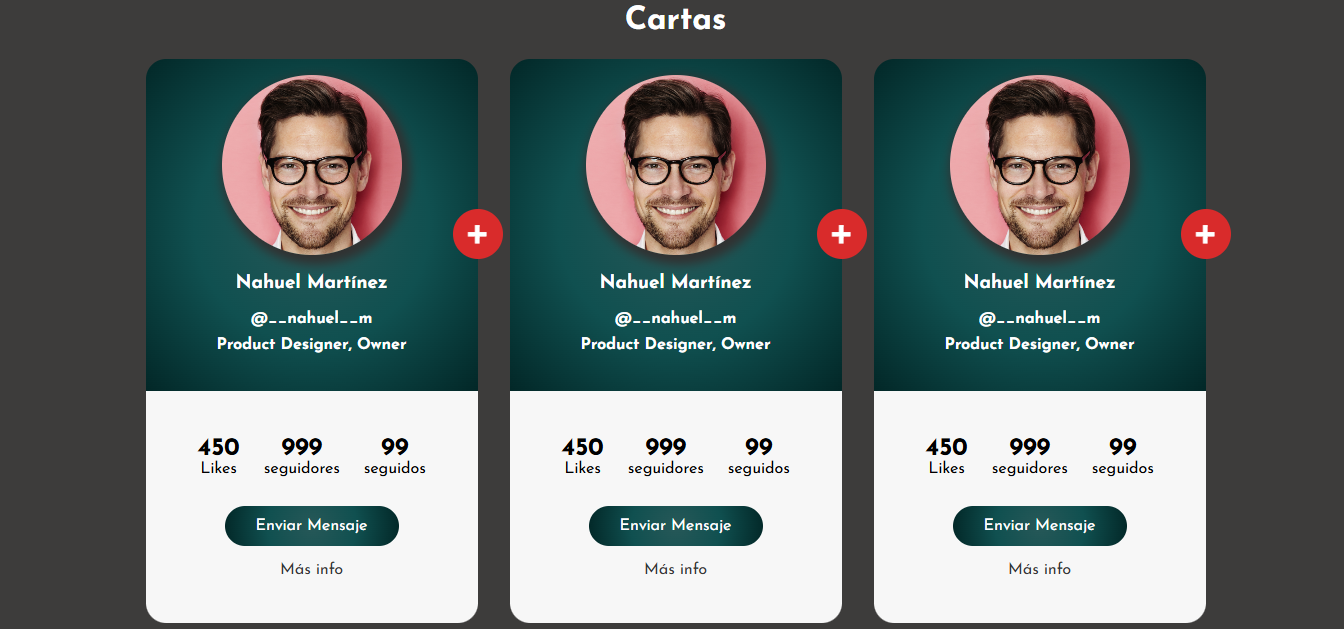 Cartas
+
Nahuel Martínez
@__nahuel__m
Product Designer, Owner
450 999 99
Likes seguidores seguidos
Enviar Mensaje
Más info
+
Nahuel Martínez
@__nahuel__m
Product Designer, Owner
450 999 99
Likes seguidores seguidos
Enviar Mensaje
Más info
+
Nahuel Martínez
@__nahuel__m
Product Designer, Owner
450 999 99
Likes seguidores seguidos
Enviar Mensaje
Más info